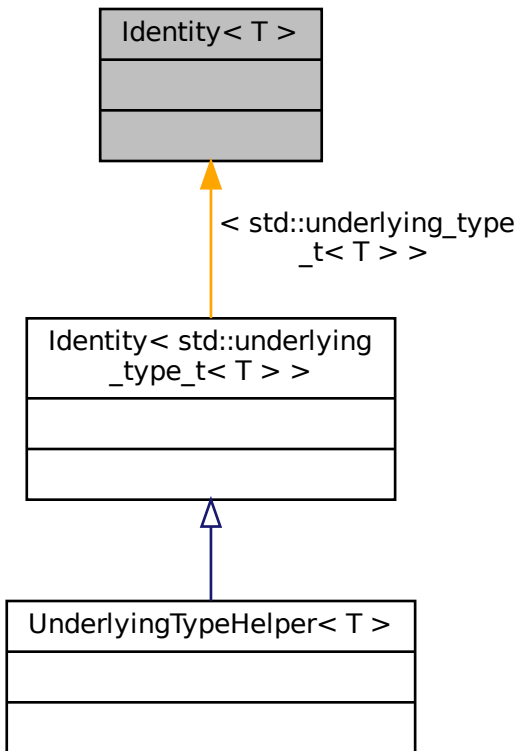 Identity< T >
< std::underlying_type
_t< T > >
Identity< std::underlying
_type_t< T > >
UnderlyingTypeHelper< T >